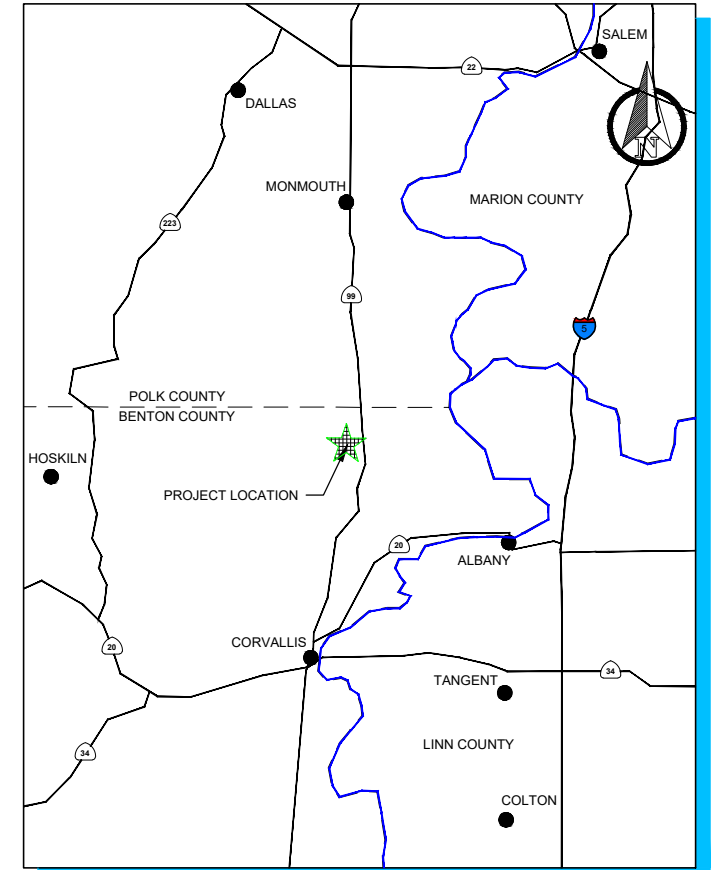 SALEM
22
DALLAS
N
MONMOUTH
MARION COUNTY
223
99
5
POLK COUNTY
BENTON COUNTY
HOSKILN
PROJECT LOCATION
20
ALBANY
CORVALLIS
20
34
TANGENT
LINN COUNTY
34
COLTON